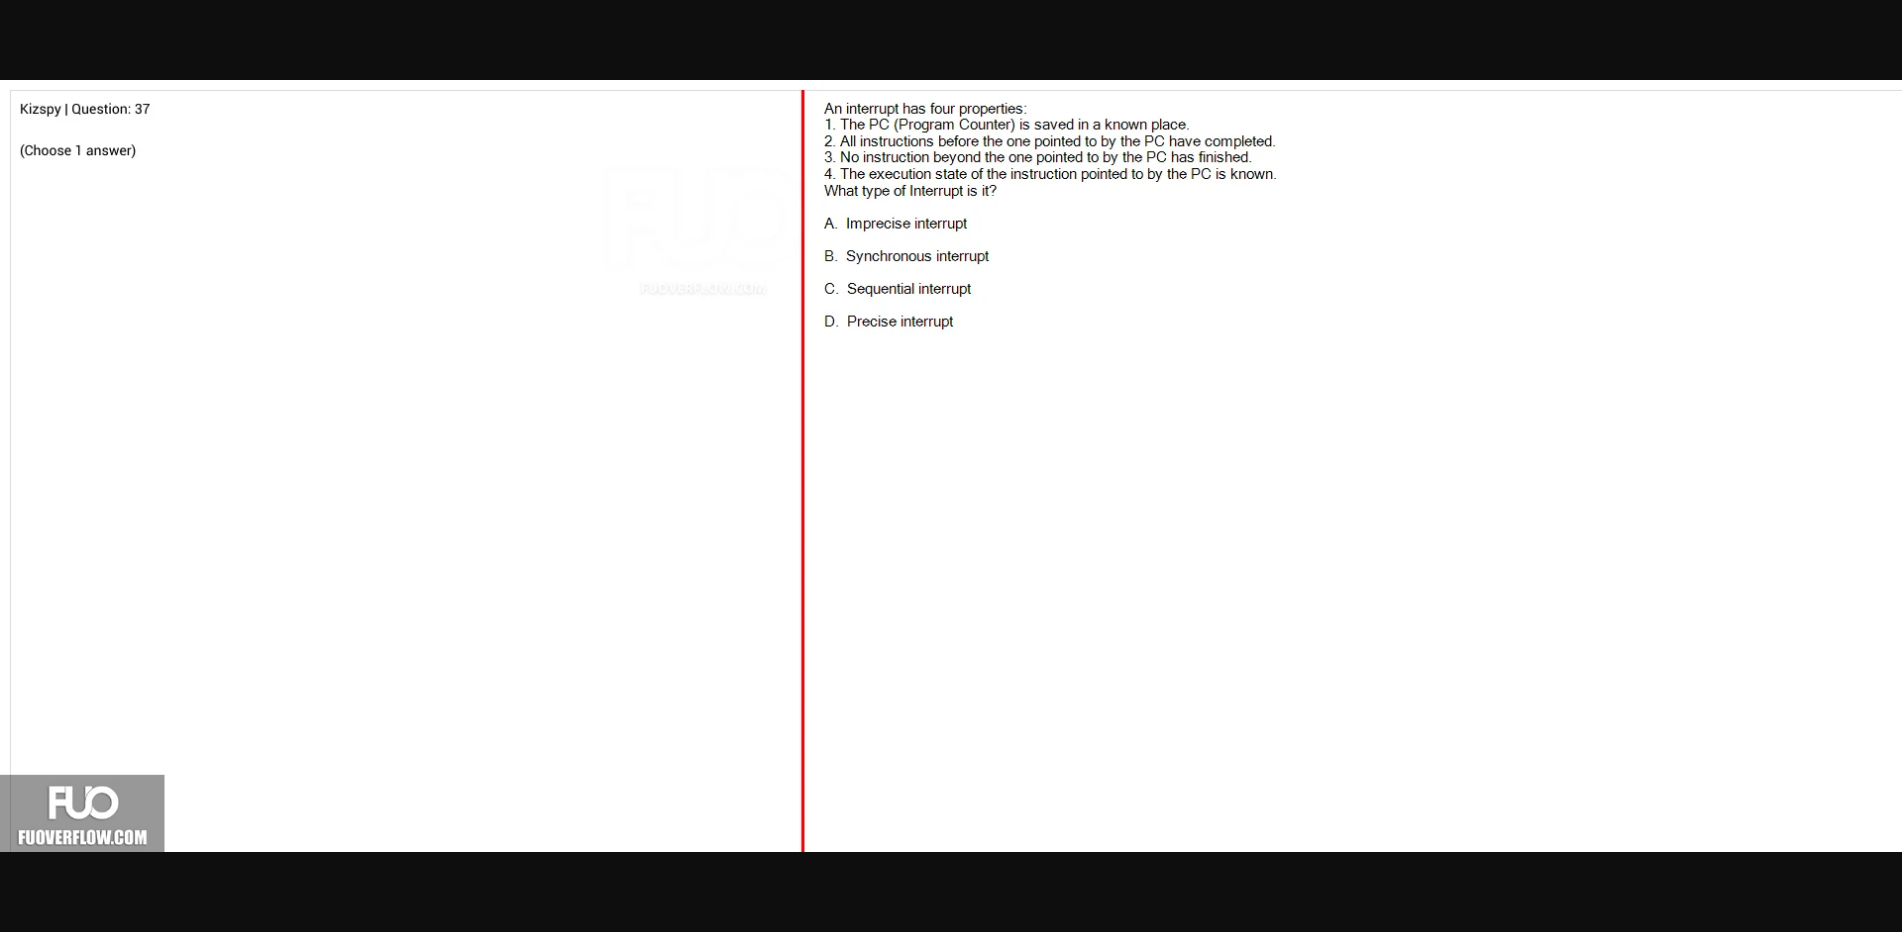 Kizspy | Question: 37
(Choose 1 answer)
FUO
FUOVERFLOW.COM
An interrupt has four properties:
1. The PC (Program Counter) is saved in a known place.
2. All instructions before the one pointed to by the PC have completed.
3. No instruction beyond the one pointed to by the PC has finished.
4. The execution state of the instruction pointed to by the PC is known.
What type of Interrupt is it?
A. Imprecise interrupt
B. Synchronous interrupt
C. Sequential interrupt
D. Precise interrupt
FUO
FUOVERFLOW.COM